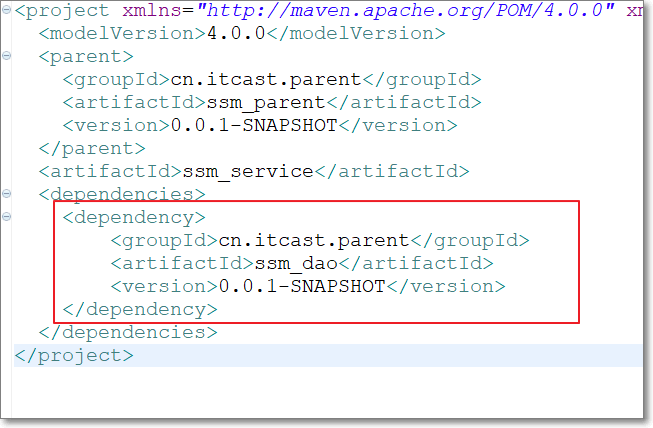 <project xmlns="http://maven.apache.org/POM/4.0.0"
<modelVersion>4.0.0</modelVersion>
<parent>
<groupId>cn.itcast.parent</groupId>
<artifactId>ssm_parent</artifactId>
<version>0.0.1-SNAPSHOT</version>
</parent>
<artifactId>ssm_service</artifactId>
<dependencies>
<dependency>
<groupId>cn.itcast.parent</groupId>
<artifactId>ssm_dao</artifactId>
<version>0.0.1-SNAPSHOT</version>
</dependency>
</dependencies>
</project>